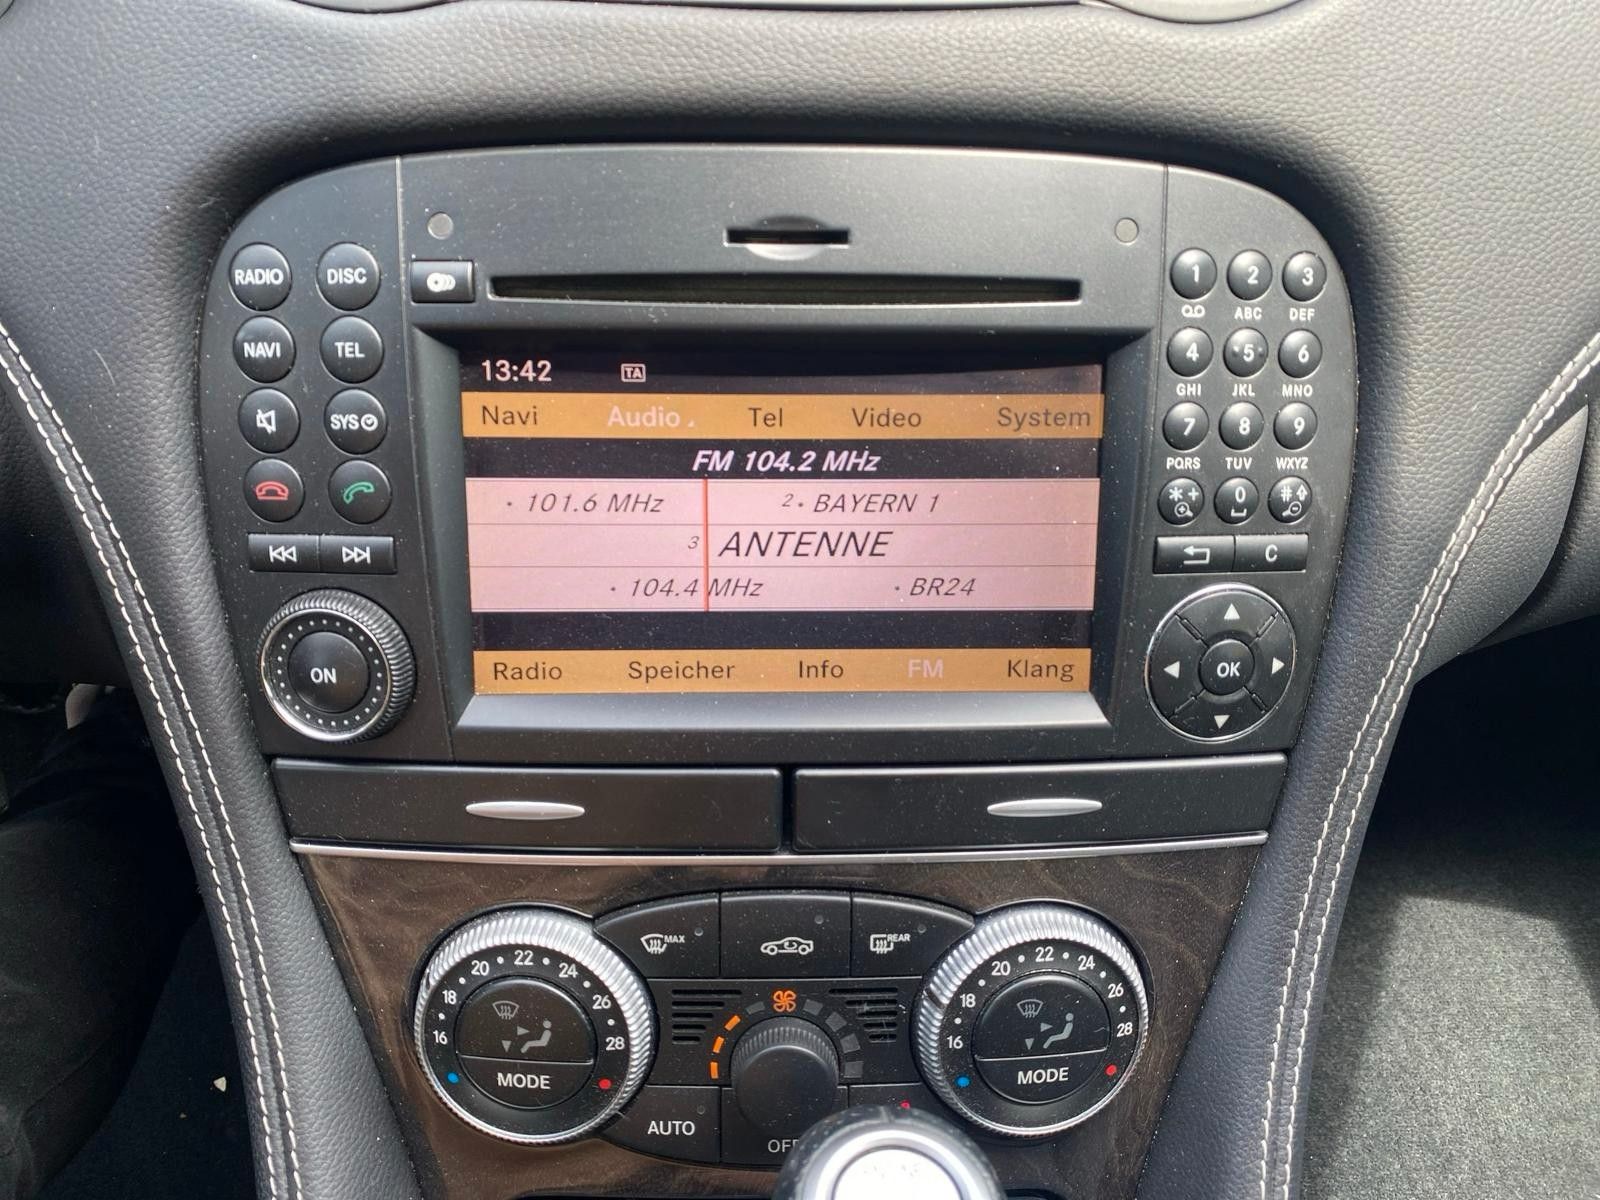 RADIO DISC
NAVI TEL
SYS
ON
13:42 TA
Navi Audio Tel Video System
FM 104.2 MHz
· 101.6 MHz 2 · BAYERN 1
3 ANTENNE
· 104.4 MHz · BR24
Radio Speicher Info FM Klang
1 2 3
ABC DEF
4 5 6
GHI JKL MNO
7 8 9
PQRS TUV WXYZ
* + 0 #
C
OK
MAX REAR
16 18 20 22 24 26 28
MODE
16 18 20 22 24 26 28
MODE
AUTO